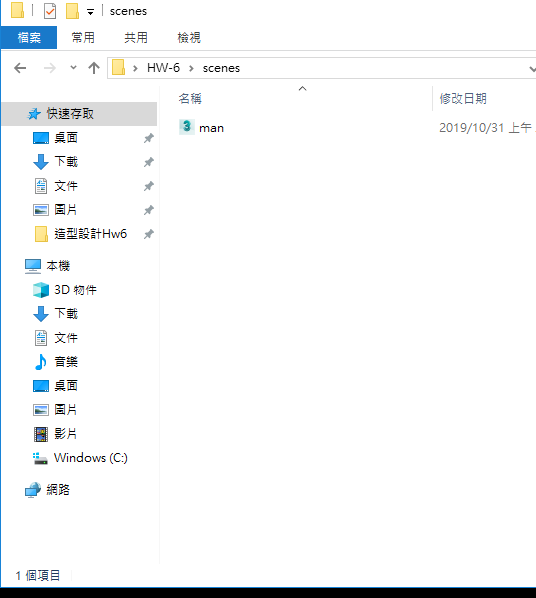 scenes
檔案 常用 共用 檢視
HW-6 scenes
名稱 修改日期
快速存取
man 2019/10/31 上午
桌面
下載
文件
圖片
造型設計Hw6
本機
3D 物件
下載
文件
音樂
桌面
圖片
影片
Windows (C:)
網路
1 個項目